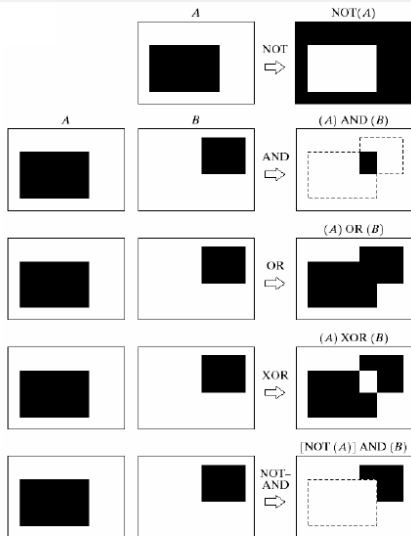 A
NOT(A)
NOT
A
B
(A) AND (B)
AND
(A) OR (B)
OR
(A) XOR (B)
XOR
[NOT (A)] AND (B)
NOT–
AND